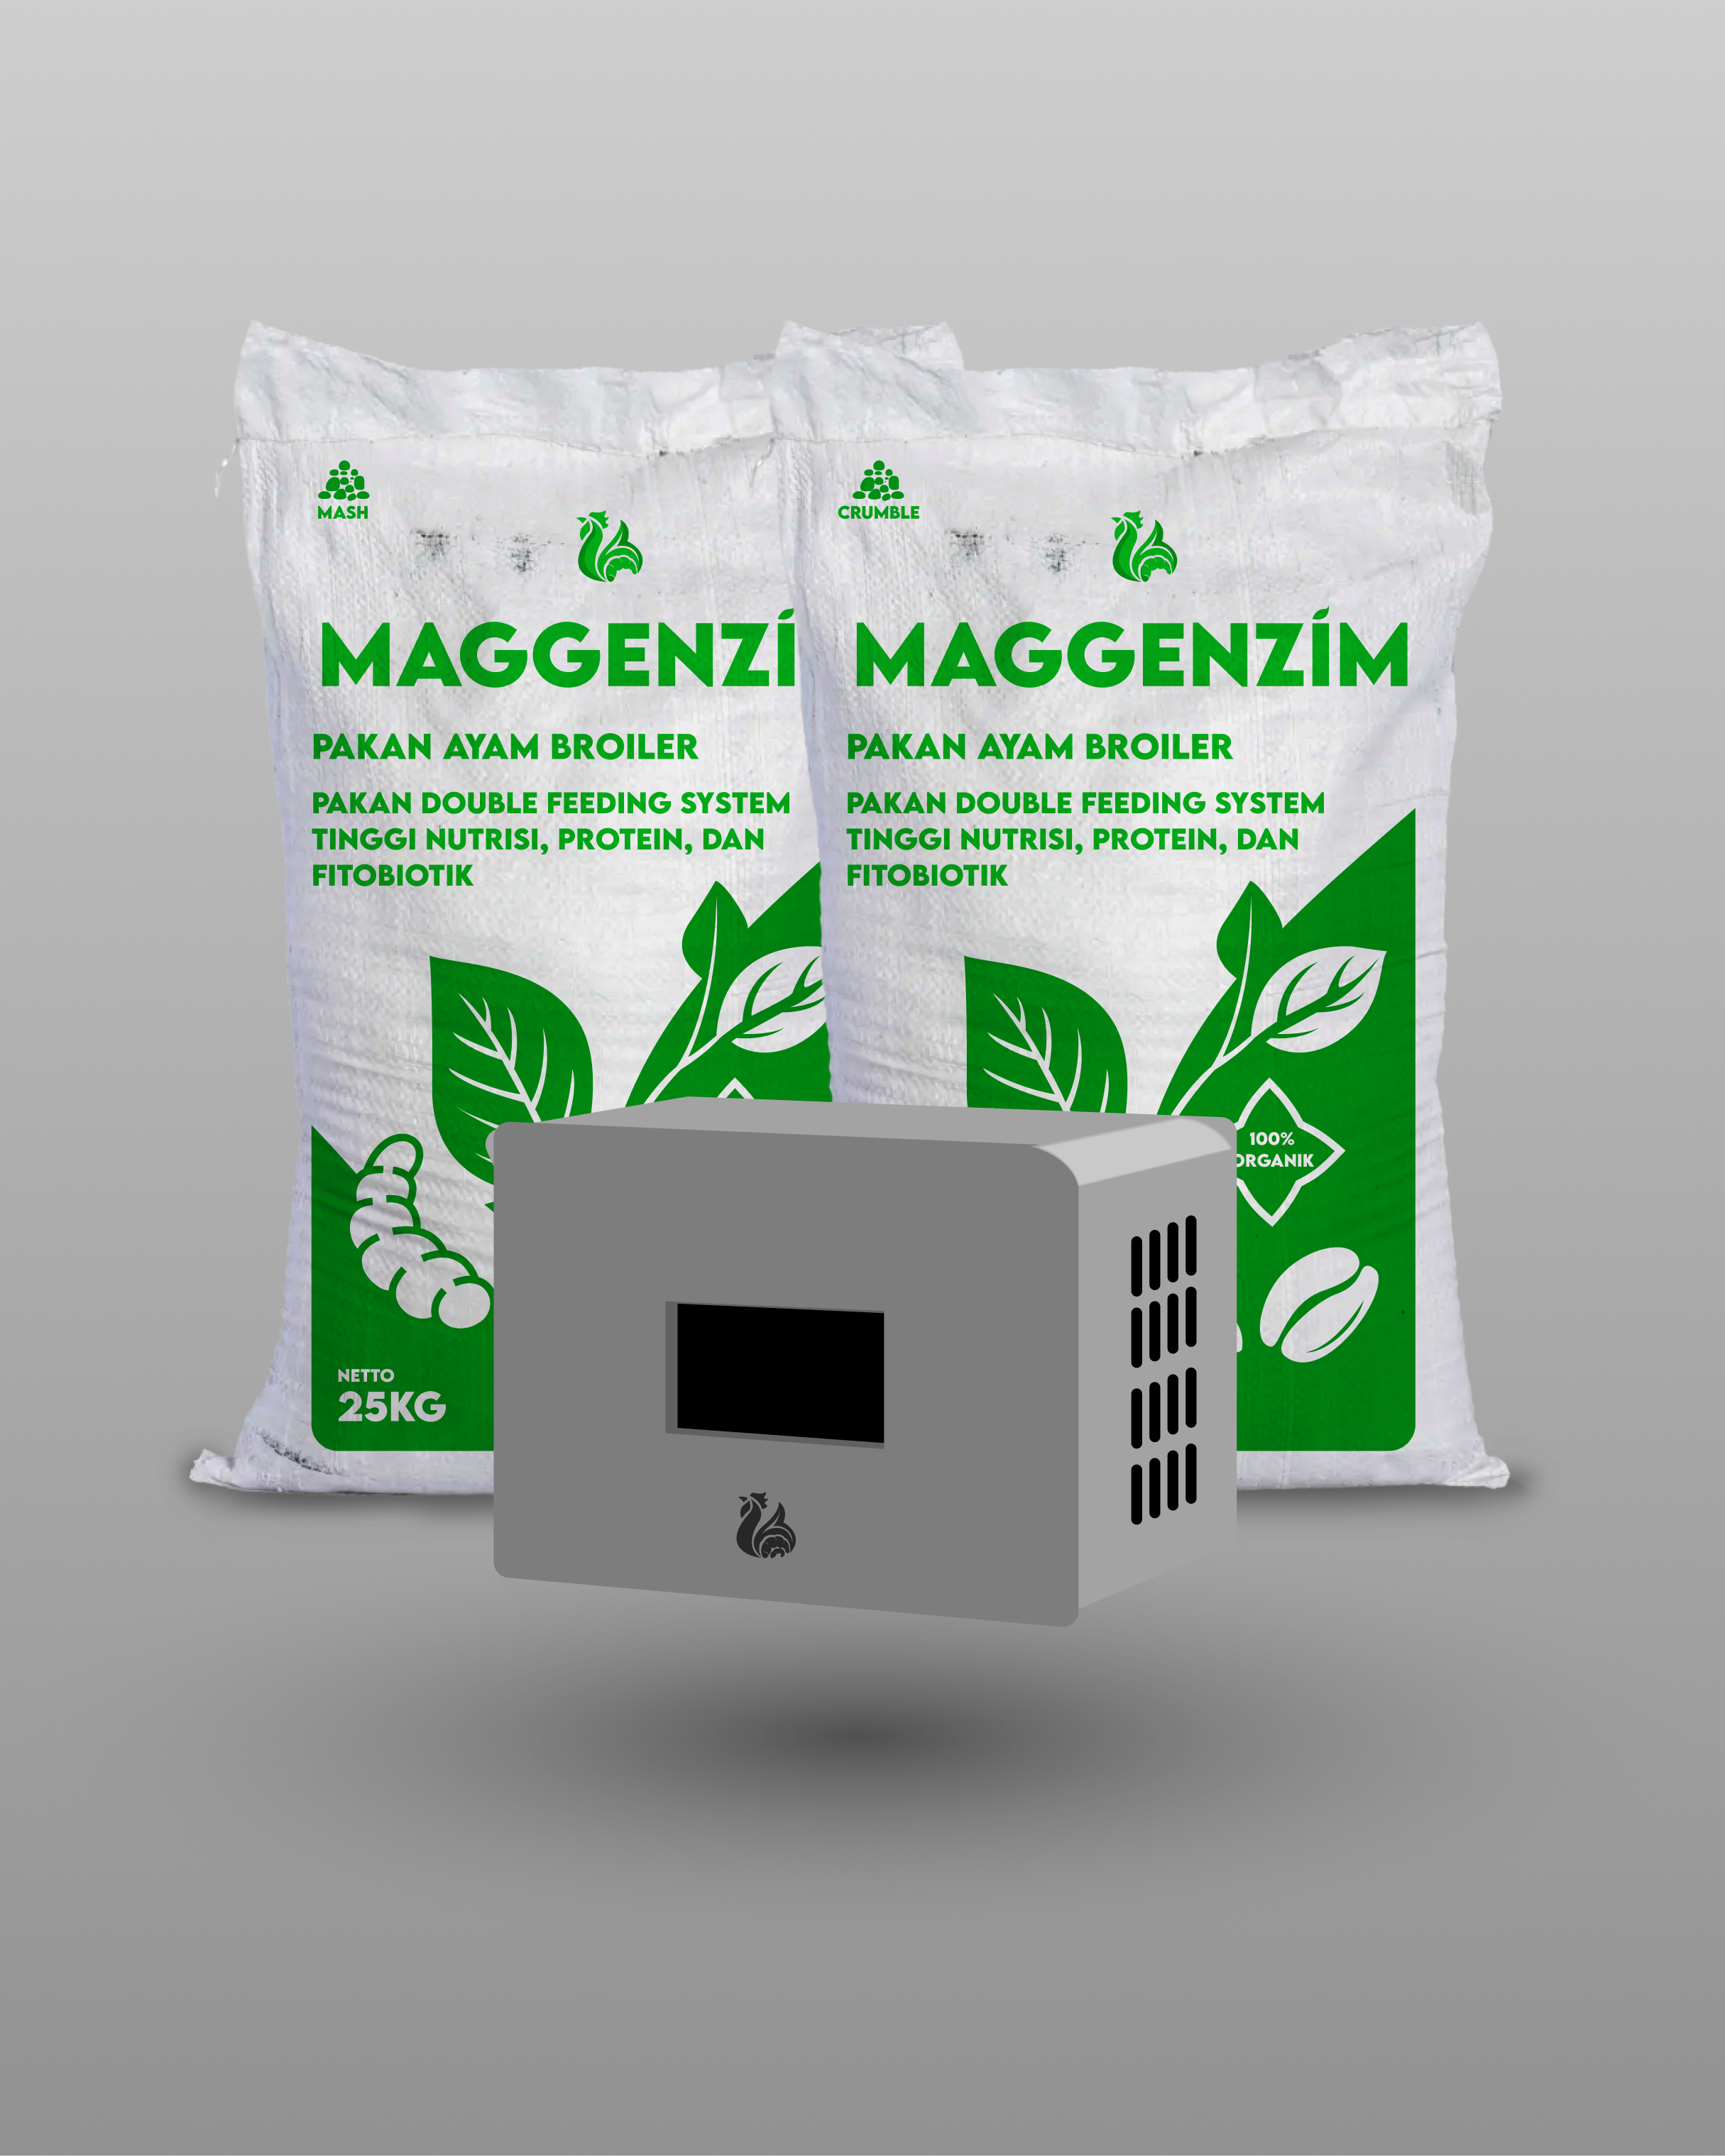 MASH
MAGGENZÍ
PAKAN AYAM BROILER
PAKAN DOUBLE FEEDING SYSTEM
TINGGI NUTRISI, PROTEIN, DAN
FITOBIOTIK
NETTO
25KG
CRUMBLE
MAGGENZÍM
PAKAN AYAM BROILER
PAKAN DOUBLE FEEDING SYSTEM
TINGGI NUTRISI, PROTEIN, DAN
FITOBIOTIK
100%
ORGANIK